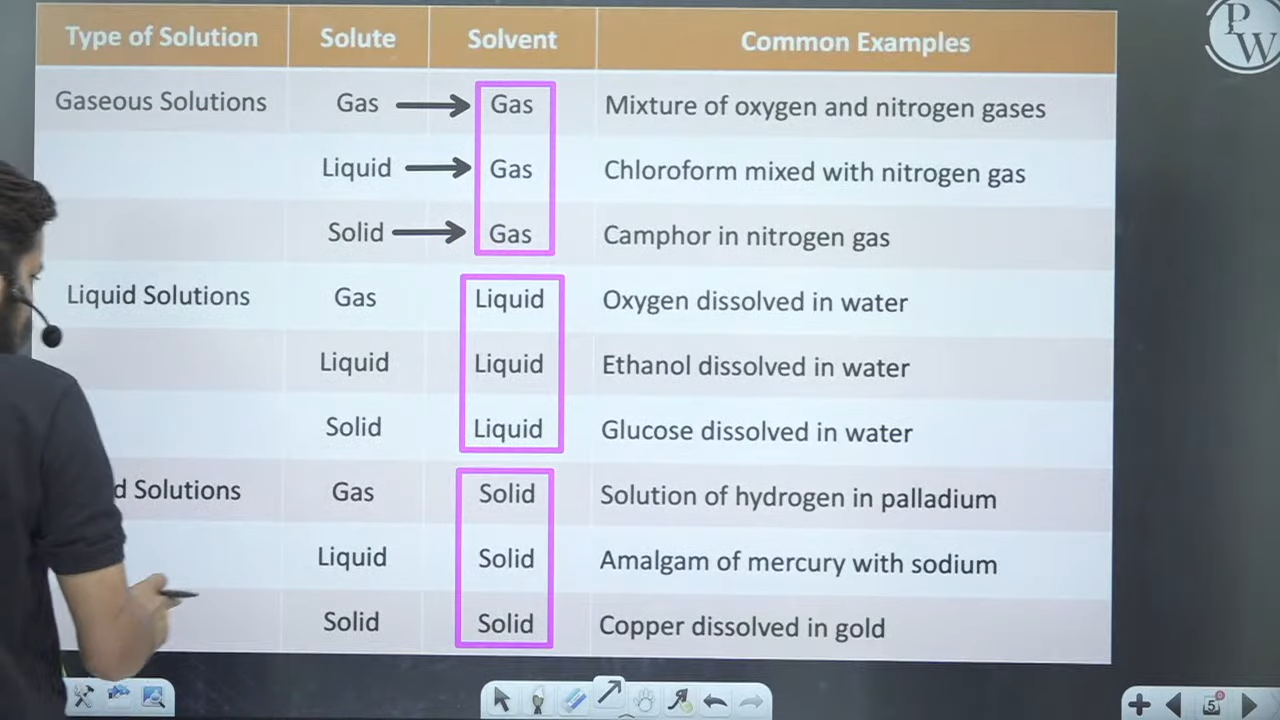 Type of Solution Solute Solvent Common Examples
Gaseous Solutions Gas Gas Mixture of oxygen and nitrogen gases
Liquid Gas Chloroform mixed with nitrogen gas
Solid Gas Camphor in nitrogen gas
Liquid Solutions Gas Liquid Oxygen dissolved in water
Liquid Liquid Ethanol dissolved in water
Solid Liquid Glucose dissolved in water
d Solutions Gas Solid Solution of hydrogen in palladium
Liquid Solid Amalgam of mercury with sodium
Solid Solid Copper dissolved in gold
PW
5